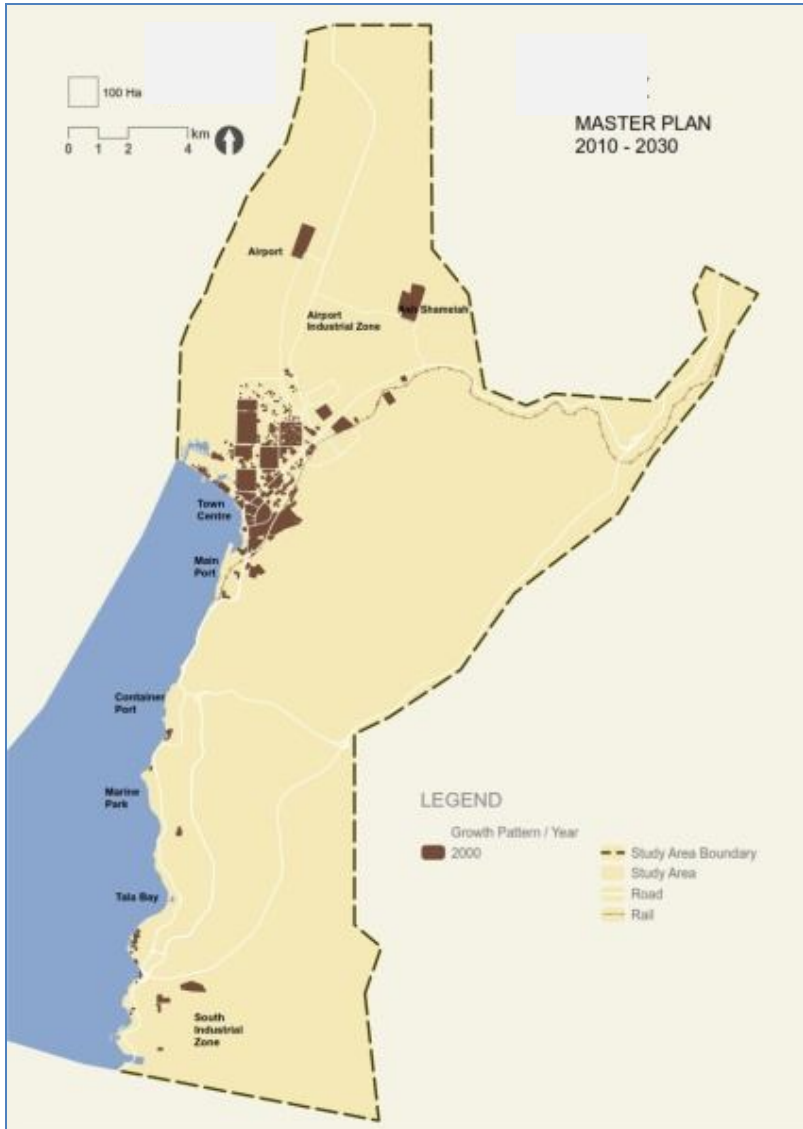 100 Ha
km
0 1 2 4
MASTER PLAN
2010 - 2030
Airport
Airport
Industrial Zone
Shameiah
Town
Centre
Main
Port
Container
Port
Marine
Park
Tala Bay
South
Industrial
Zone
LEGEND
Growth Pattern / Year
2000
Study Area Boundary
Study Area
Road
Rail